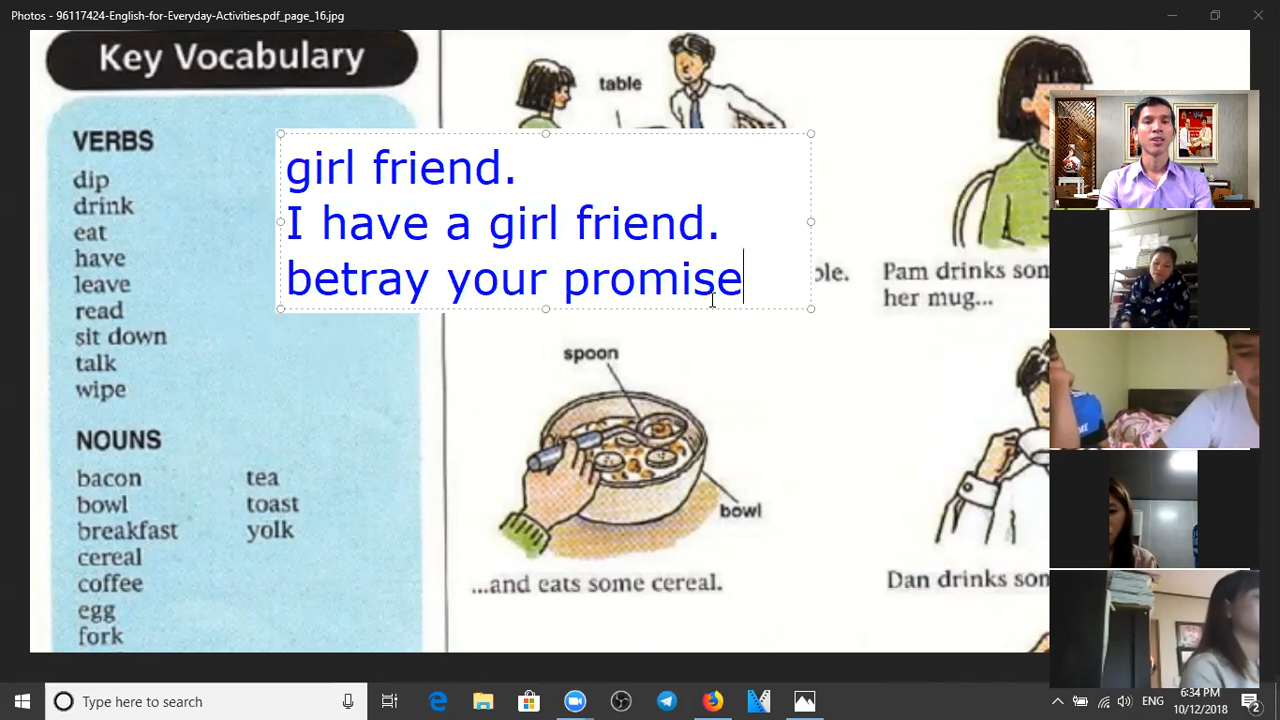 Photos - 96117424-English-for-Everyday-Activities.pdf_page_16.jpg
Key Vocabulary
VERBS
dip
drink
eat
have
leave
read
sit down
talk
wipe
NOUNS
bacon
bowl
breakfast
cereal
coffee
egg
fork
tea
toast
yolk
table
girl friend.
I have a girl friend.
betray your promise
Pam drinks
her mug...
spoon
bowl
...and eats some cereal.
Dan drinks
Type here to search
ENG
6:34 PM
10/12/2018
2